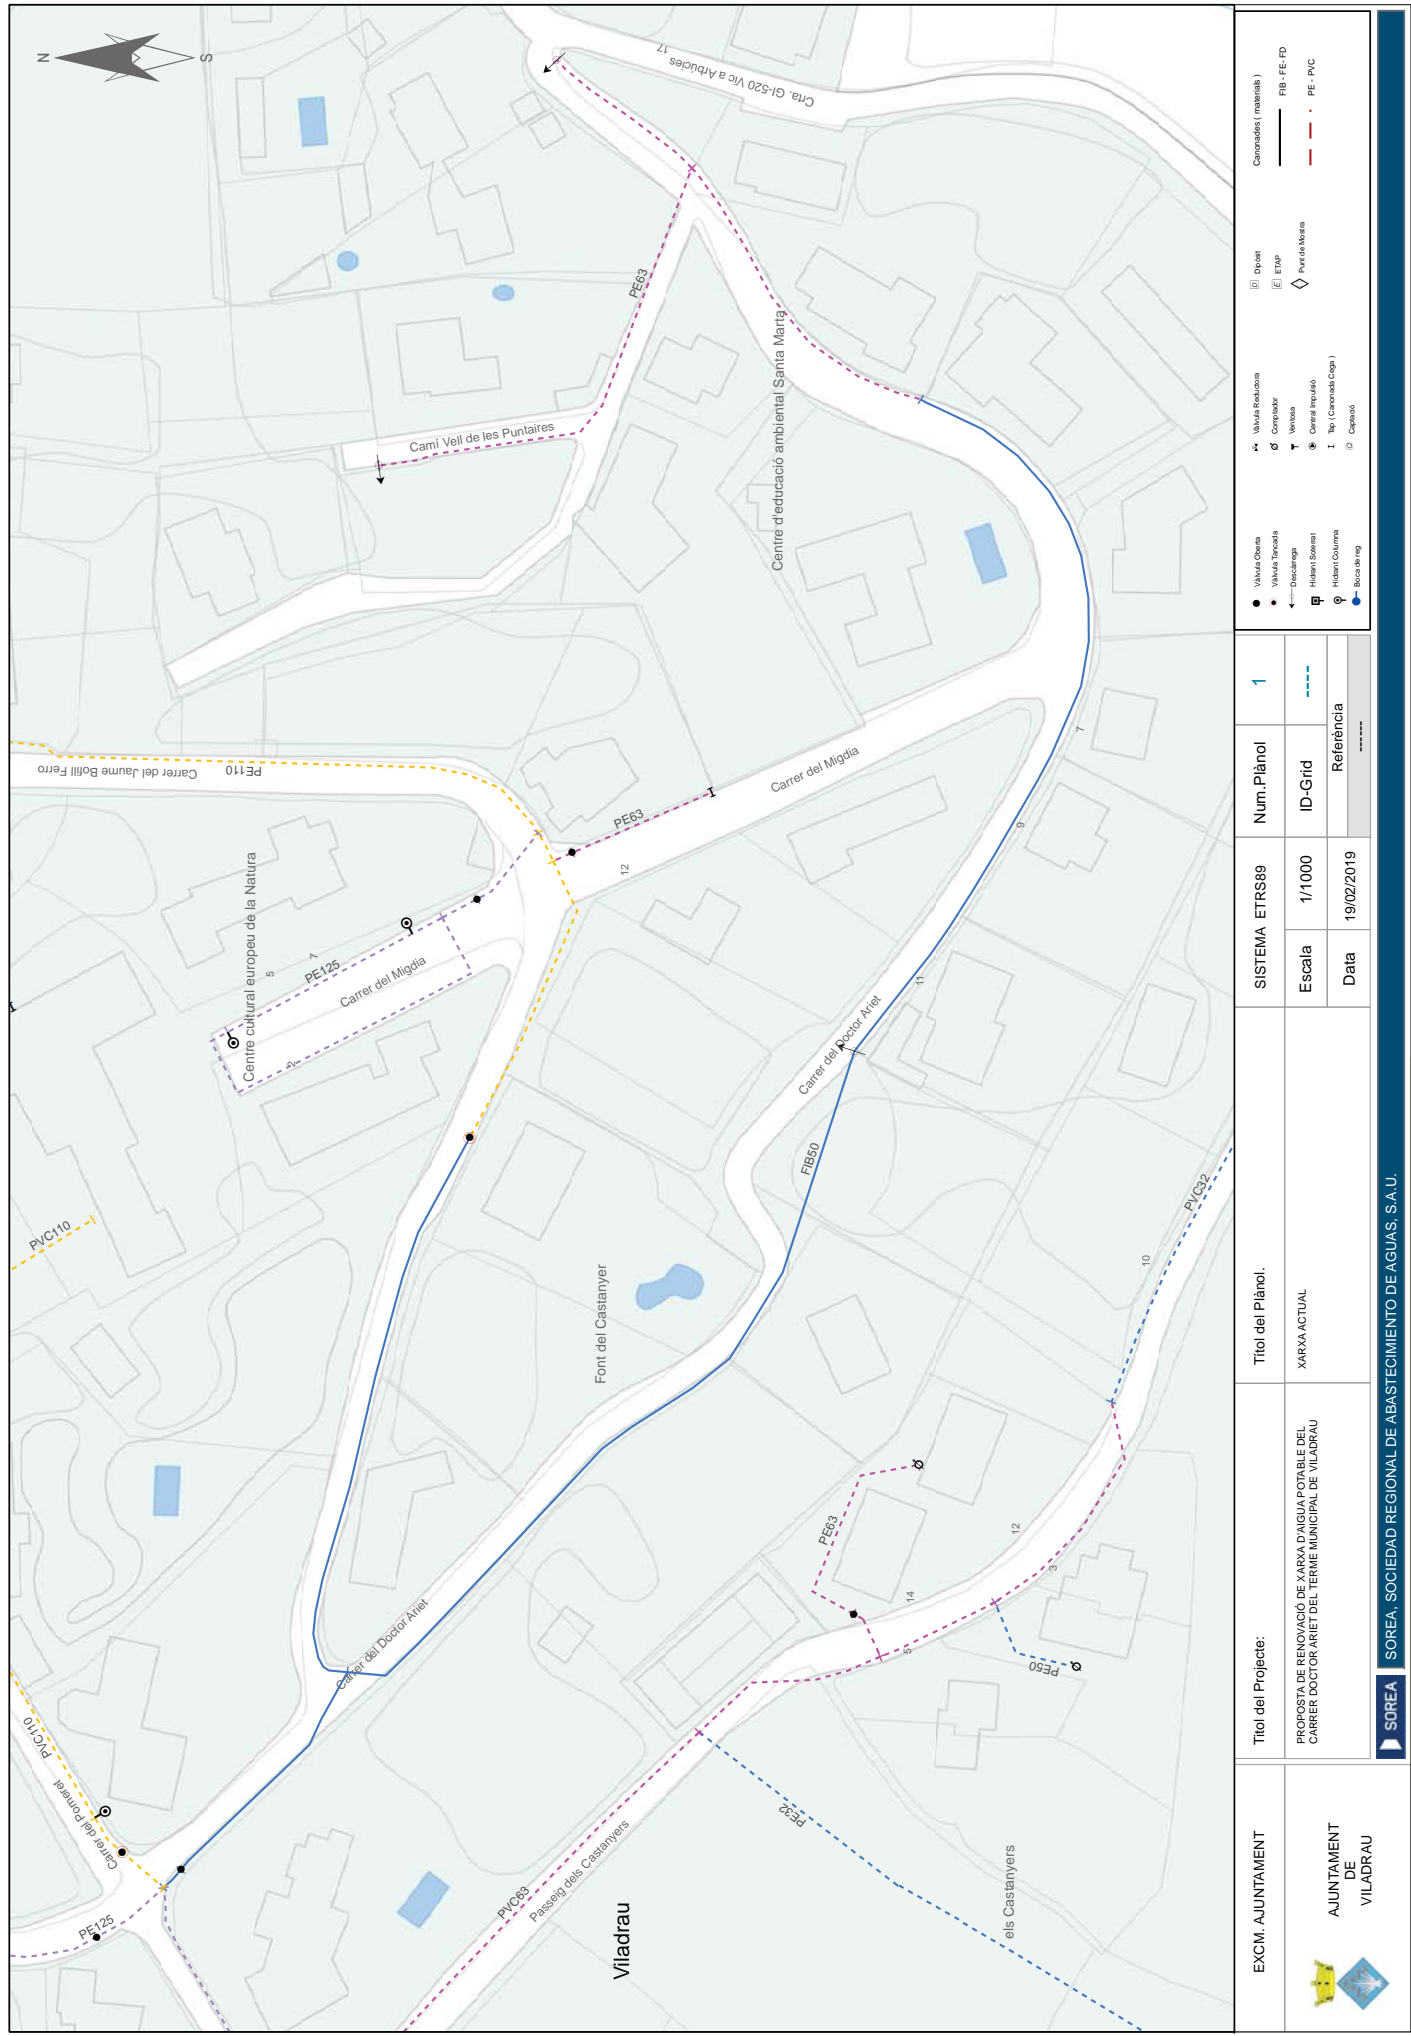 N
S
17
Crta. GI-520 Vic a Arbúcies
PE63
Camí Vell de les Puntaires
Centre d'educació ambiental Santa Marta
Carrer del Jaume Bofill Ferro
PE110
PE63
Carrer del Migdia
12
7
9
11
Centre cultural europeu de la Natura
5
7
PE125
Carrer del Migdia
2
Carrer del Doctor Ariet
FIB50
PVC110
Font del Castanyer
PVC32
10
PE63
12
14
3
5
PE50
Carrer del Doctor Ariet
PVC110
Carrer del Pomeret
PE125
PVC63
Passeig dels Castanyers
PE32
Viladrau
els Castanyers
EXCM. AJUNTAMENT
AJUNTAMENT
DE
VILADRAU
Títol del Projecte:
PROPOSTA DE RENOVACIÓ DE XARXA D'AIGUA POTABLE DEL
CARRER DOCTOR ARIET DEL TERME MUNICIPAL DE VILADRAU
Títol del Plànol.
XARXA ACTUAL
SISTEMA ETRS89
Escala
1/1000
Data
19/02/2019
Num.Plànol
1
ID-Grid
-----
Referència
------
Vàlvula Oberta
Vàlvula Tancada
Descàrrega
Hidrant Soterrat
Hidrant Columna
Boca de reg
Vàlvula Reductora
Comptador
Ventosa
Central Impulsió
Tap ( Canonada Cega )
Captació
D Dipòsit
E ETAP
Punt de Mostra
Canonades ( materials )
FIB - FE - FD
PE - PVC
SOREA
SOREA, SOCIEDAD REGIONAL DE ABASTECIMIENTO DE AGUAS, S.A.U.